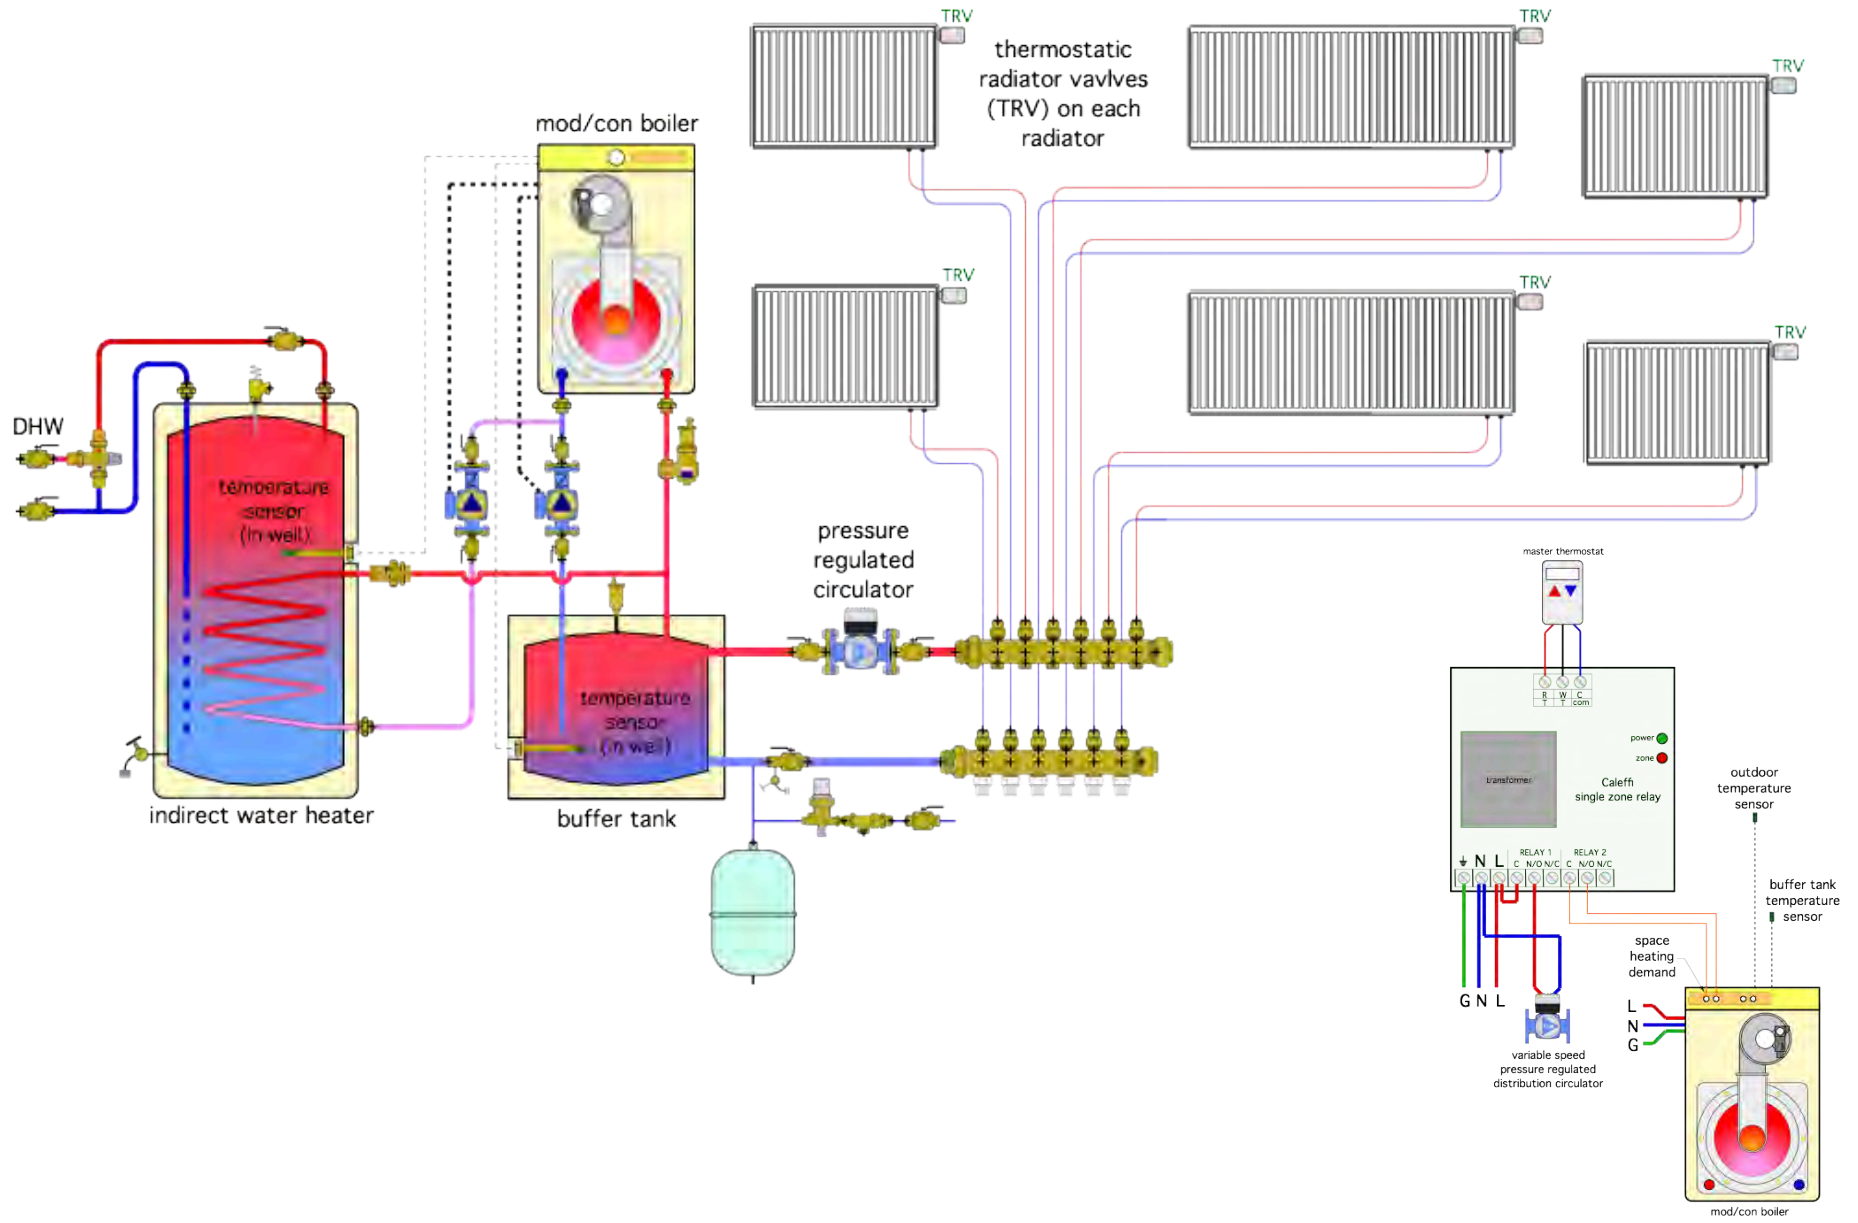 TRV
thermostatic
radiator vavlves
(TRV) on each
radiator
TRV
TRV
mod/con boiler
TRV
TRV
TRV
DHW
temperature
sensor
(in well)
indirect water heater
pressure
regulated
circulator
temperature
sensor
(in well)
buffer tank
master thermostat
R W C
T T com
power
zone
transformer
Caleffi
single zone relay
RELAY 1 RELAY 2
N L C N/O N/C C N/O N/C
G N L
variable speed
pressure regulated
distribution circulator
outdoor
temperature
sensor
buffer tank
temperature
sensor
space
heating
demand
L
N
G
mod/con boiler